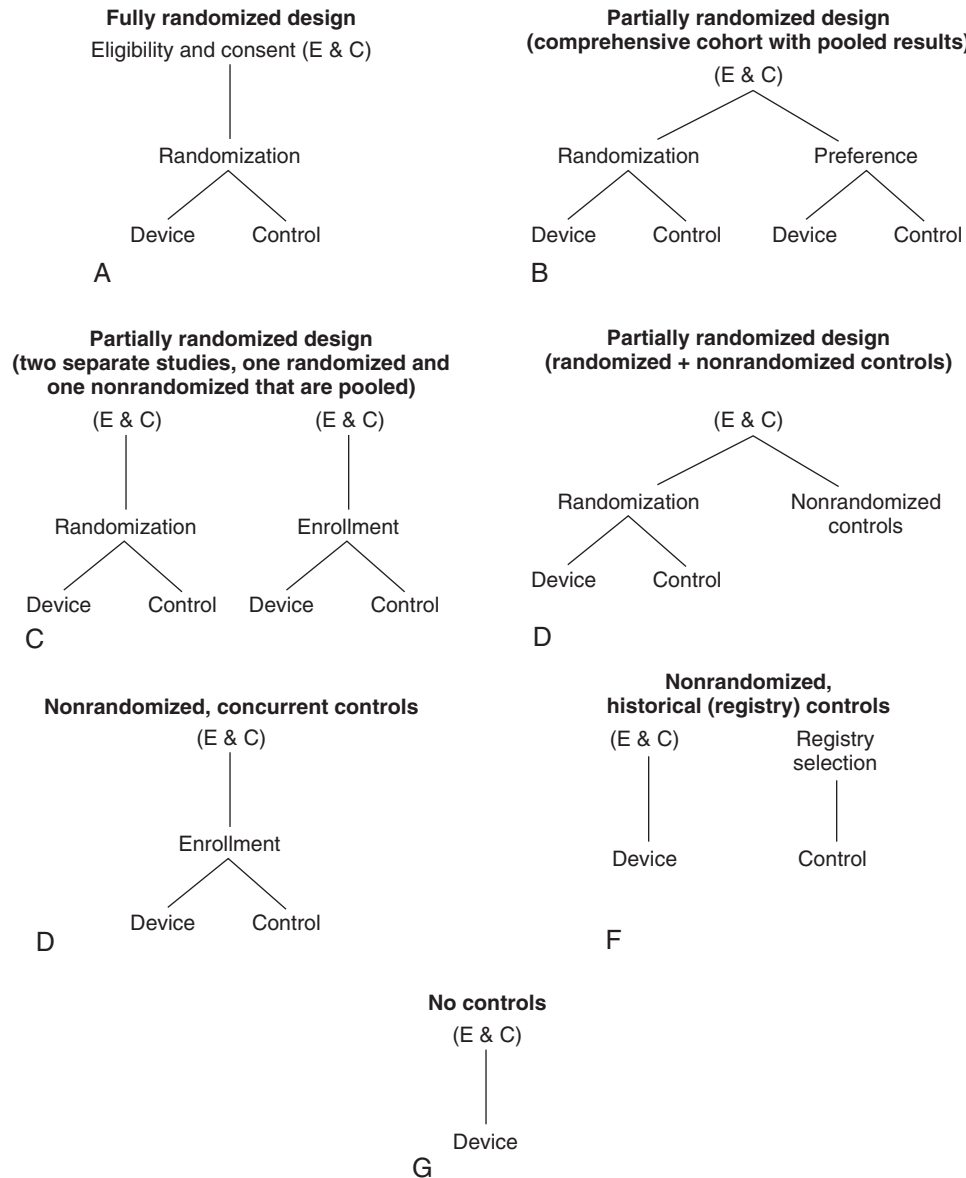 Fully randomized design
Eligibility and consent (E & C)
Randomization
Device Control
A
Partially randomized design
(comprehensive cohort with pooled results)
(E & C)
Randomization Preference
Device Control Device Control
B
Partially randomized design
(two separate studies, one randomized and
one nonrandomized that are pooled)
(E & C) (E & C)
Randomization Enrollment
Device Control Device Control
C
Partially randomized design
(randomized + nonrandomized controls)
(E & C)
Randomization Nonrandomized
controls
Device Control
D
Nonrandomized, concurrent controls
(E & C)
Enrollment
Device Control
D
Nonrandomized,
historical (registry) controls
(E & C) Registry
selection
Device Control
F
No controls
(E & C)
Device
G